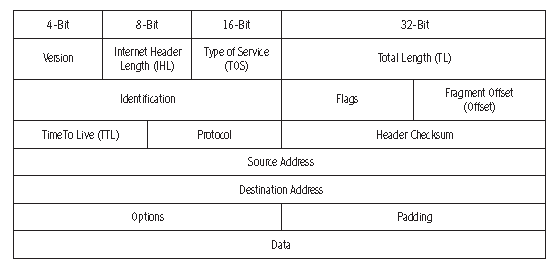 4-Bit 8-Bit 16-Bit 32-Bit
Version Internet Header Length (IHL) Type of Service (TOS) Total Length (TL)
Identification Flags Fragment Offset (Offset)
TimeTo Live (TTL) Protocol Header Checksum
Source Address
Destination Address
Options Padding
Data